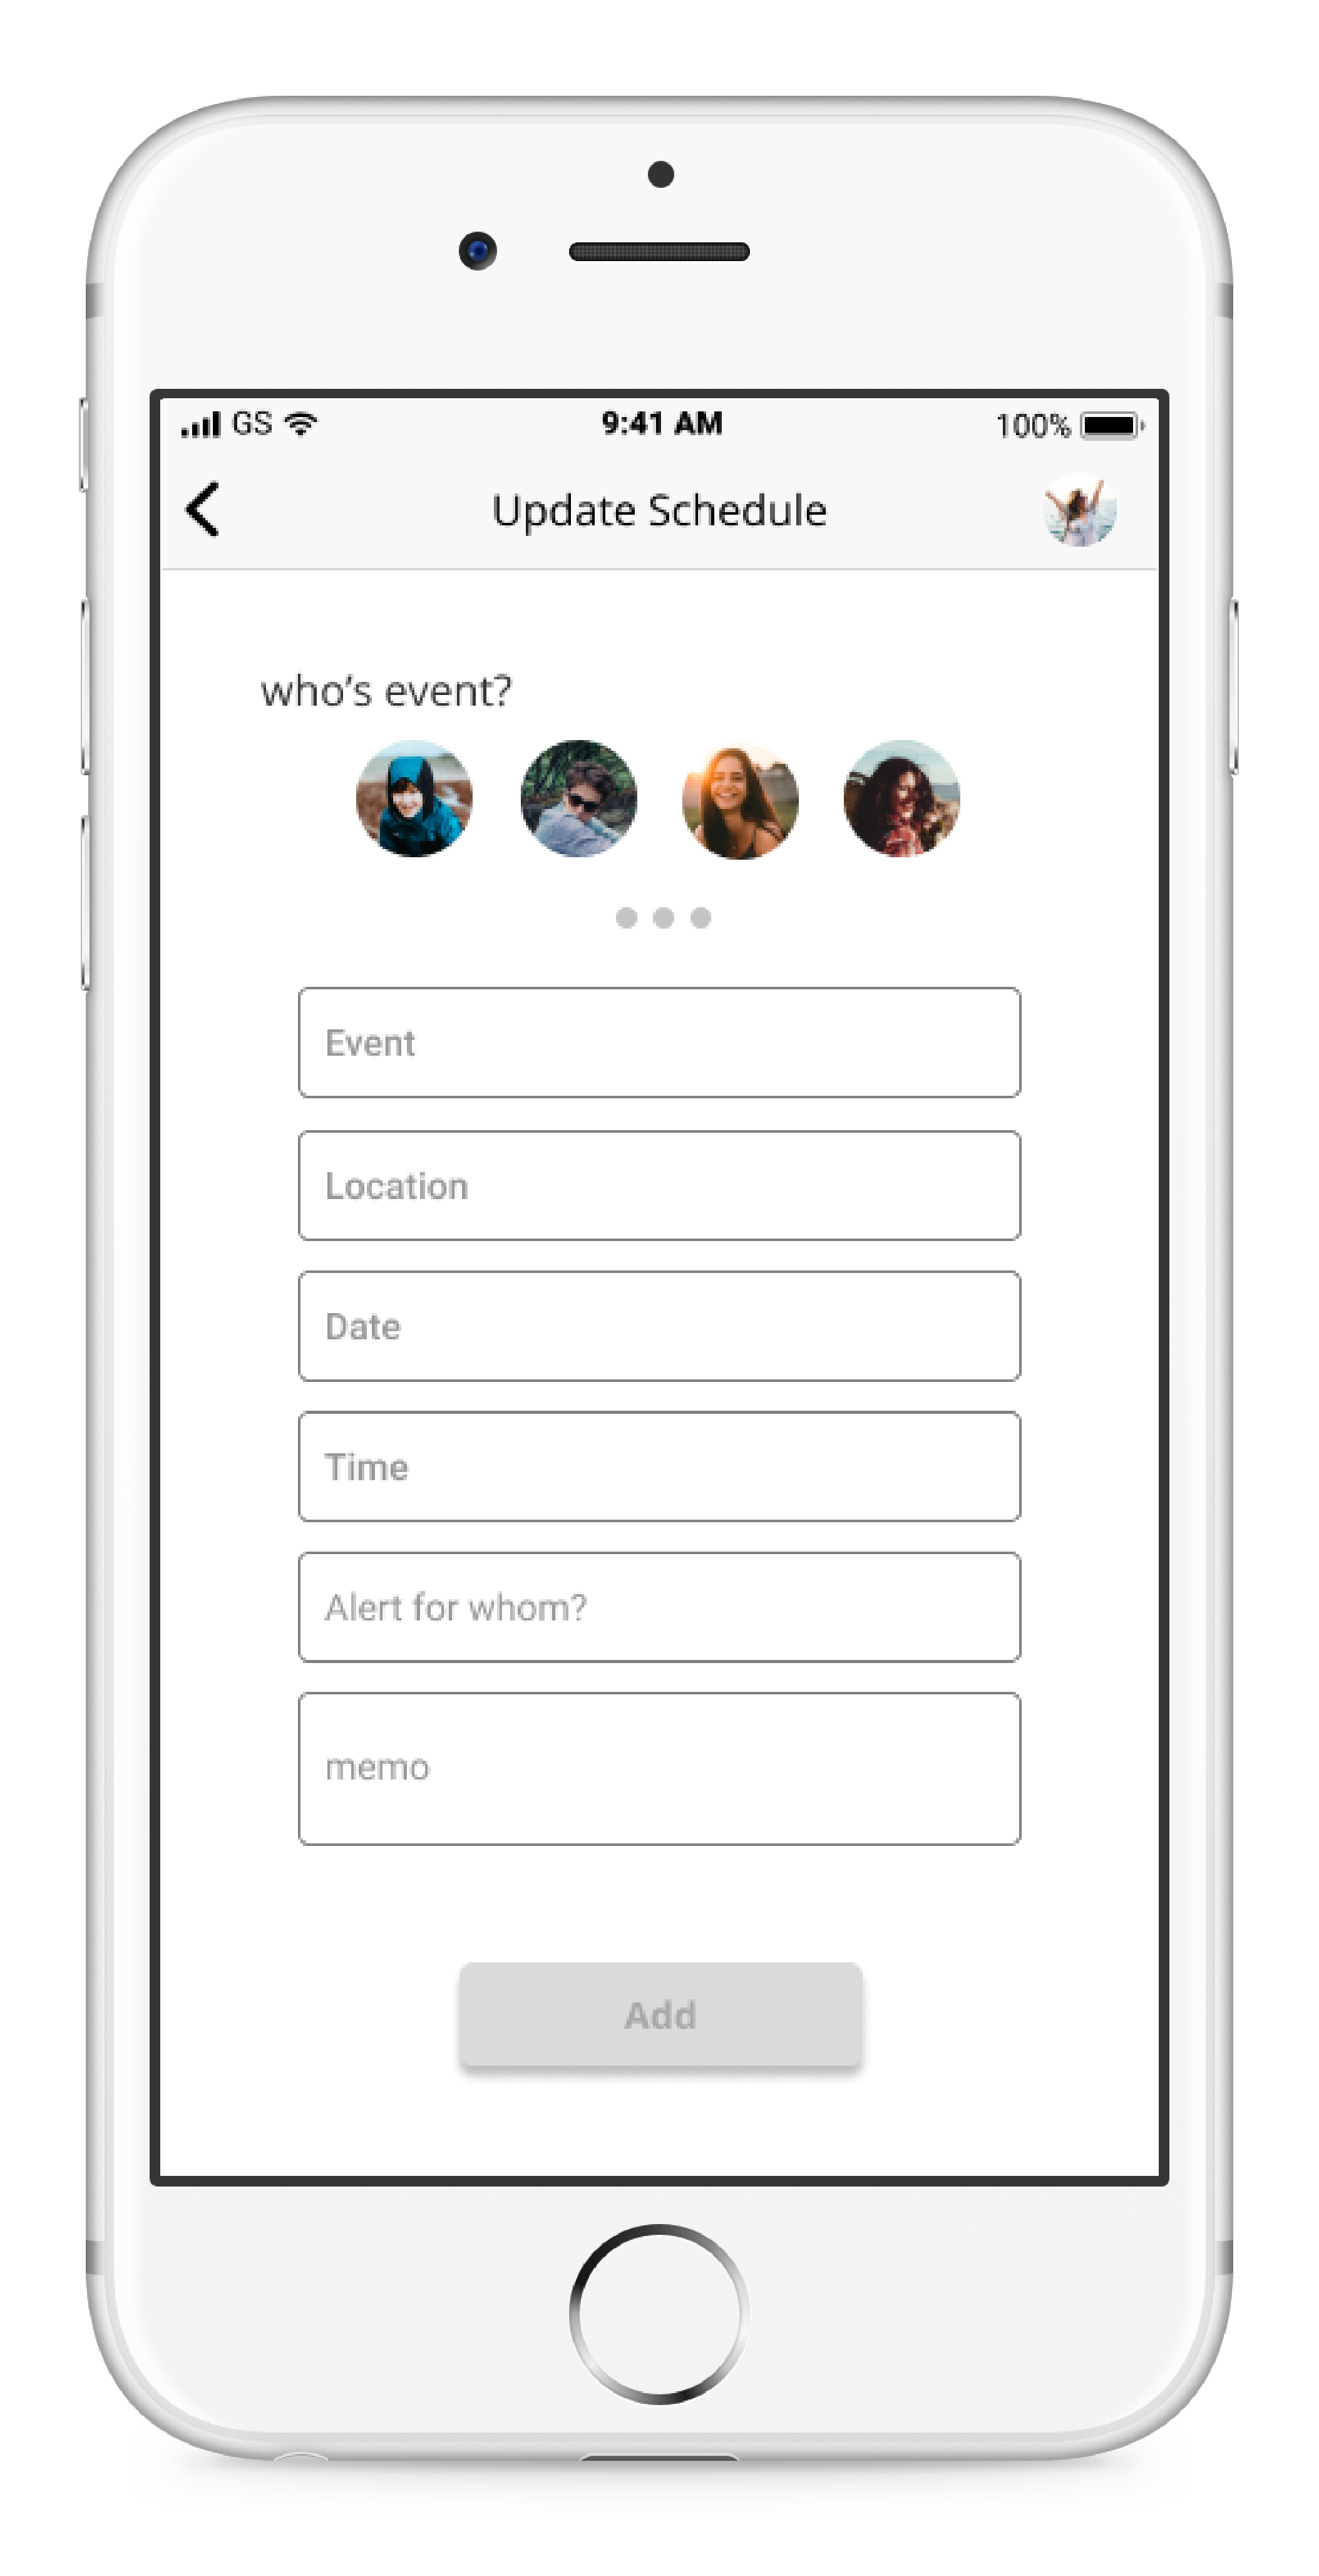 GS 9:41 AM 100%
Update Schedule
who's event?
Event
Location
Date
Time
Alert for whom?
memo
Add